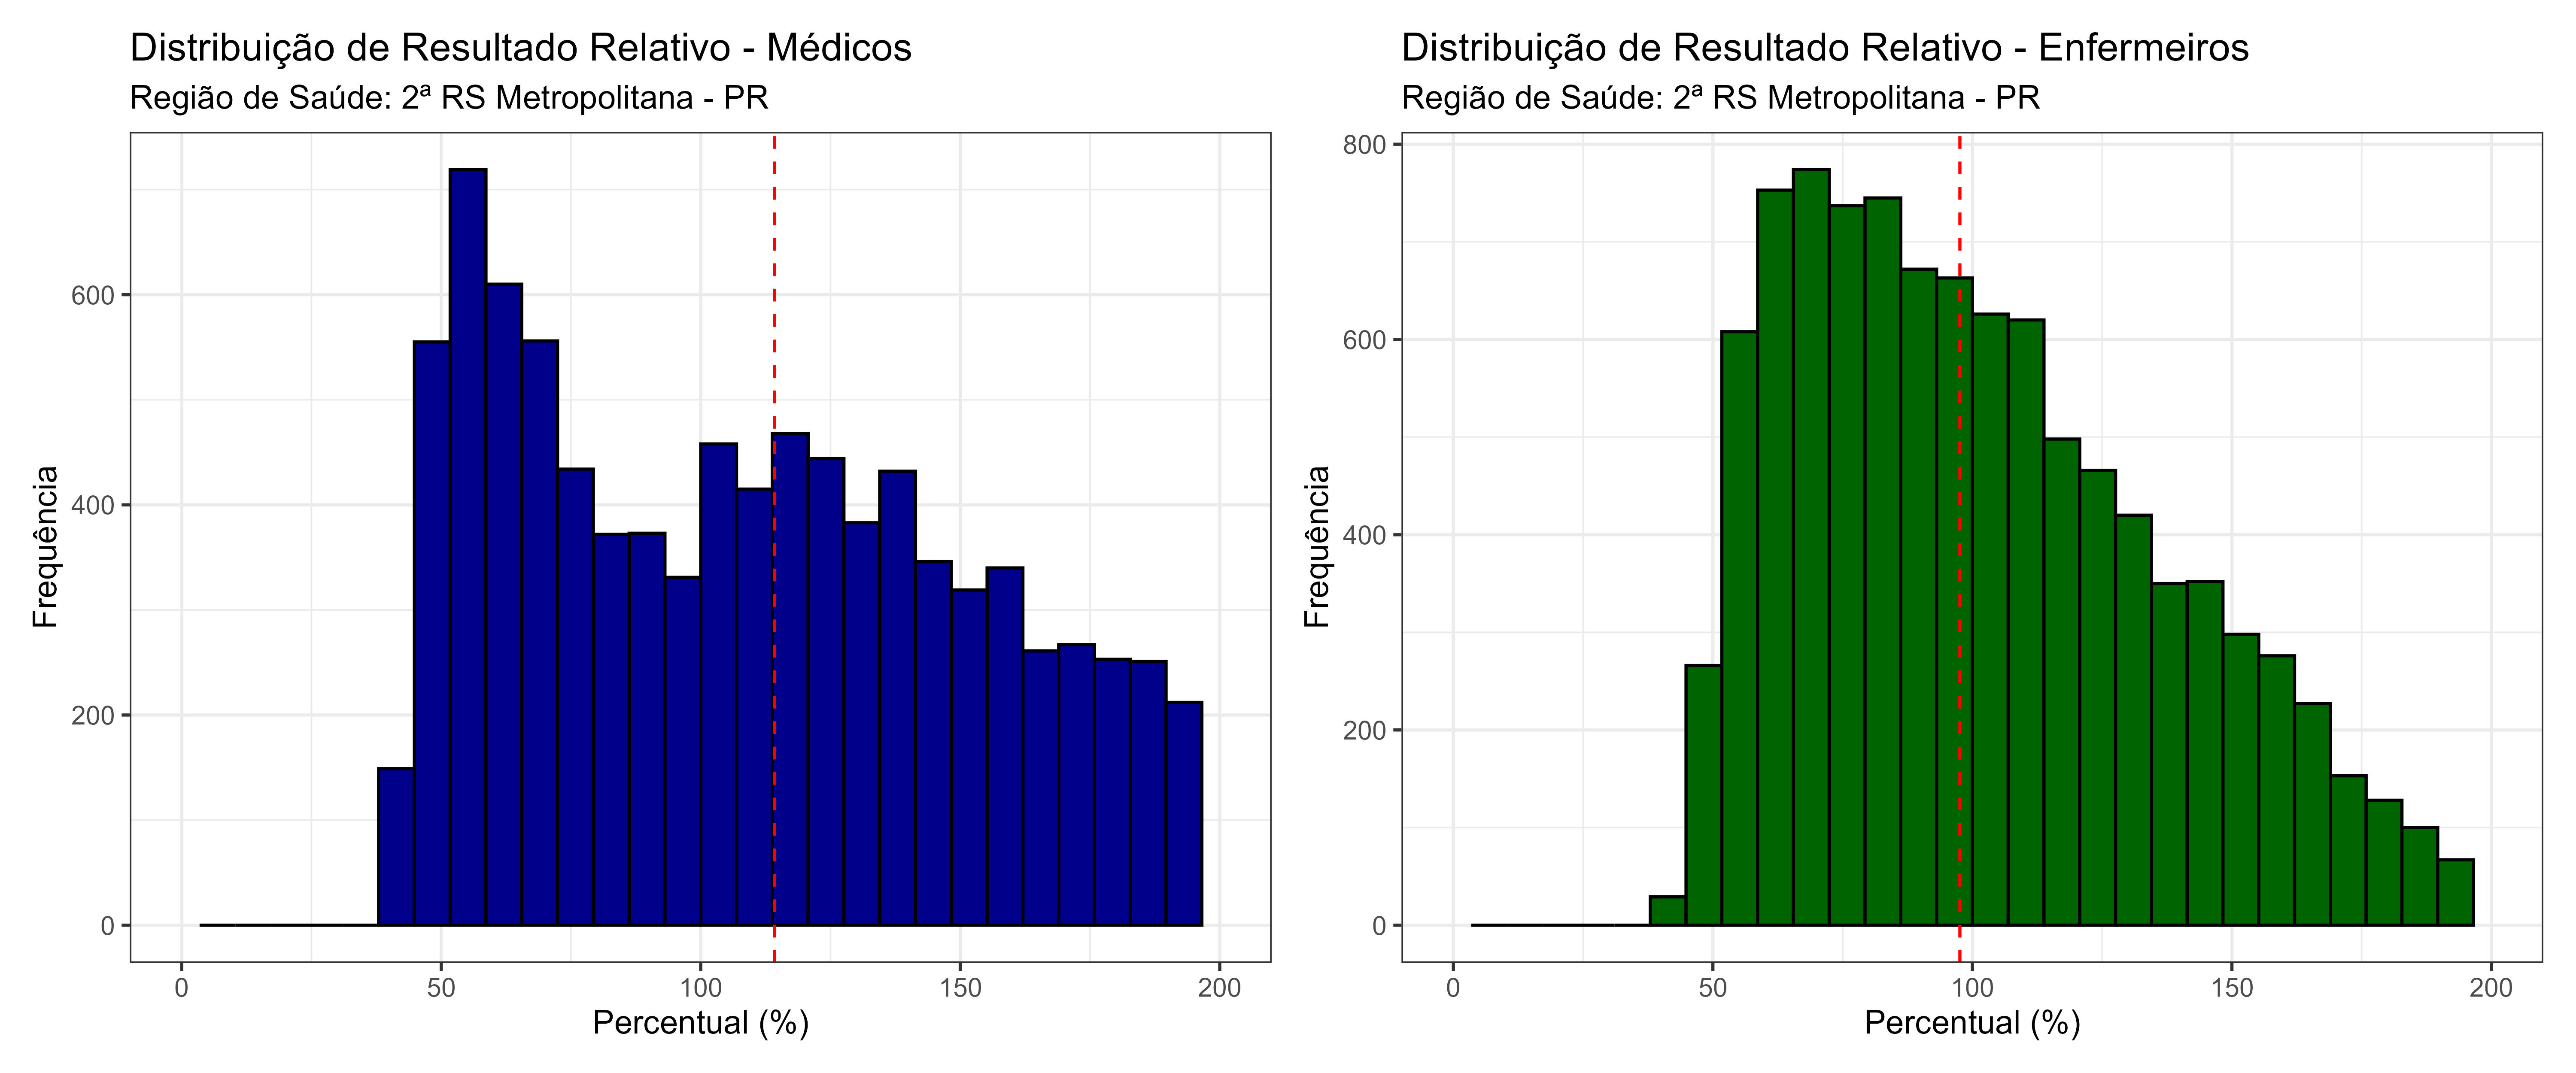 Distribuição de Resultado Relativo - Médicos
Região de Saúde: 2ª RS Metropolitana - PR
Frequência
600
400
200
0
0 50 100 150 200
Percentual (%)
Distribuição de Resultado Relativo - Enfermeiros
Região de Saúde: 2ª RS Metropolitana - PR
Frequência
800
600
400
200
0
0 50 100 150 200
Percentual (%)